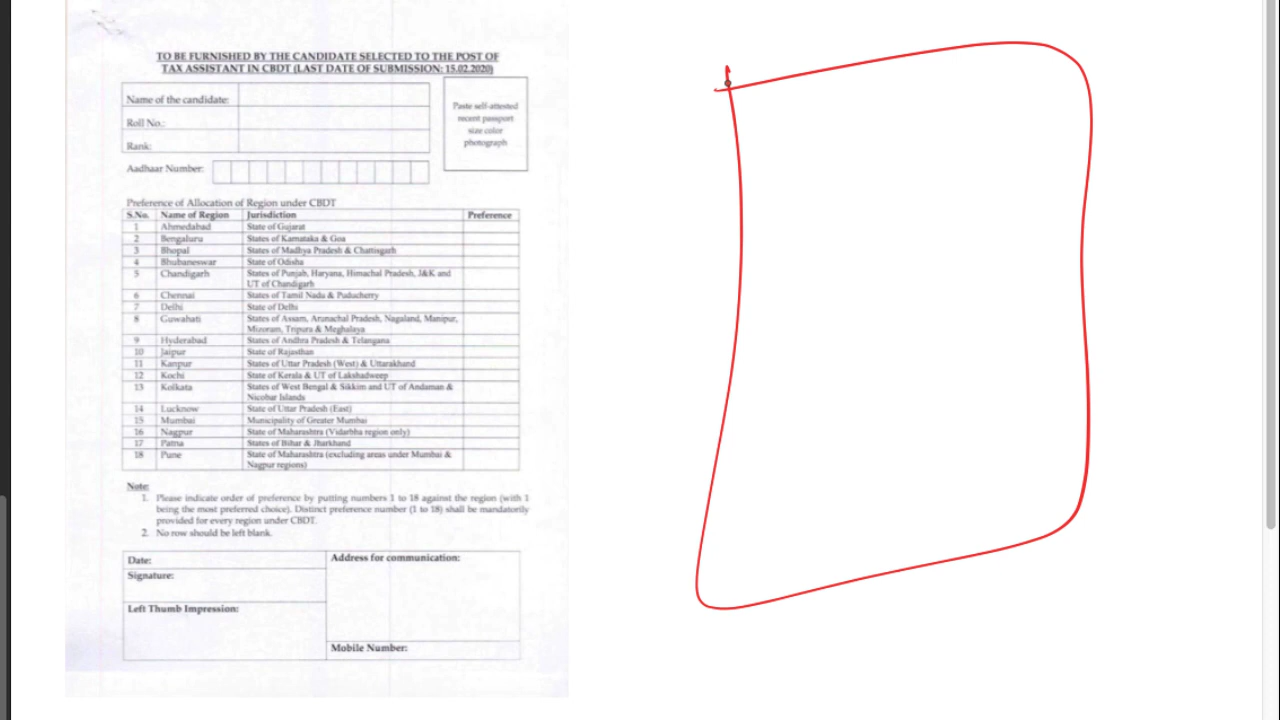 TO BE FURNISHED BY THE CANDIDATE SELECTED TO THE POST OF
TAX ASSISTANT IN CBDT (LAST DATE OF SUBMISSION: 15.02.2020)
Name of the candidate:
Roll No.:
Rank:
Paste self-attested
recent passport
size color
photograph
Aadhaar Number:
Preference of Allocation of Region under CBDT
S.No. Name of Region Jurisdiction Preference
1 Ahmedabad State of Gujarat
2 Bengaluru States of Karnataka & Goa
3 Bhopal States of Madhya Pradesh & Chattisgarh
4 Bhubaneswar State of Odisha
5 Chandigarh States of Punjab, Haryana, Himachal Pradesh, J&K and
UT of Chandigarh
6 Chennai States of Tamil Nadu & Puducherry
7 Delhi State of Delhi
8 Guwahati States of Assam, Arunachal Pradesh, Nagaland, Manipur,
Mizoram, Tripura & Meghalaya
9 Hyderabad States of Andhra Pradesh & Telangana
10 Jaipur State of Rajasthan
11 Kanpur States of Uttar Pradesh (West) & Uttarakhand
12 Kochi State of Kerala & UT of Lakshadweep
13 Kolkata States of West Bengal & Sikkim and UT of Andaman &
Nicobar Islands
14 Lucknow State of Uttar Pradesh (East)
15 Mumbai Municipality of Greater Mumbai
16 Nagpur State of Maharashtra (Vidarbha region only)
17 Patna States of Bihar & Jharkhand
18 Pune State of Maharashtra (excluding areas under Mumbai &
Nagpur regions)
Note:
1. Please indicate order of preference by putting numbers 1 to 18 against the region (with 1
being the most preferred choice). Distinct preference number (1 to 18) shall be mandatorily
provided for every region under CBDT.
2. No row should be left blank.
Date:
Signature:
Left Thumb Impression:
Address for communication:
Mobile Number: